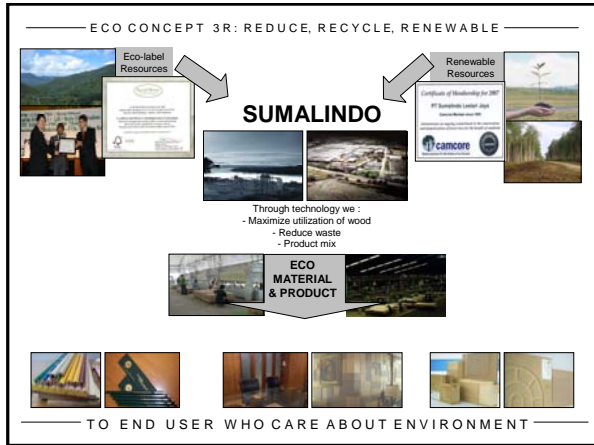 ECO CONCEPT 3R: REDUCE, RECYCLE, RENEWABLE
Eco-label
Resources
Renewable
Resources
Certificate of Membership for 2007
PT Sumalindo Lestari Jaya
camcore
SUMALINDO
Through technology we :
- Maximize utilization of wood
- Reduce waste
- Product mix
ECO
MATERIAL
& PRODUCT
TO END USER WHO CARE ABOUT ENVIRONMENT